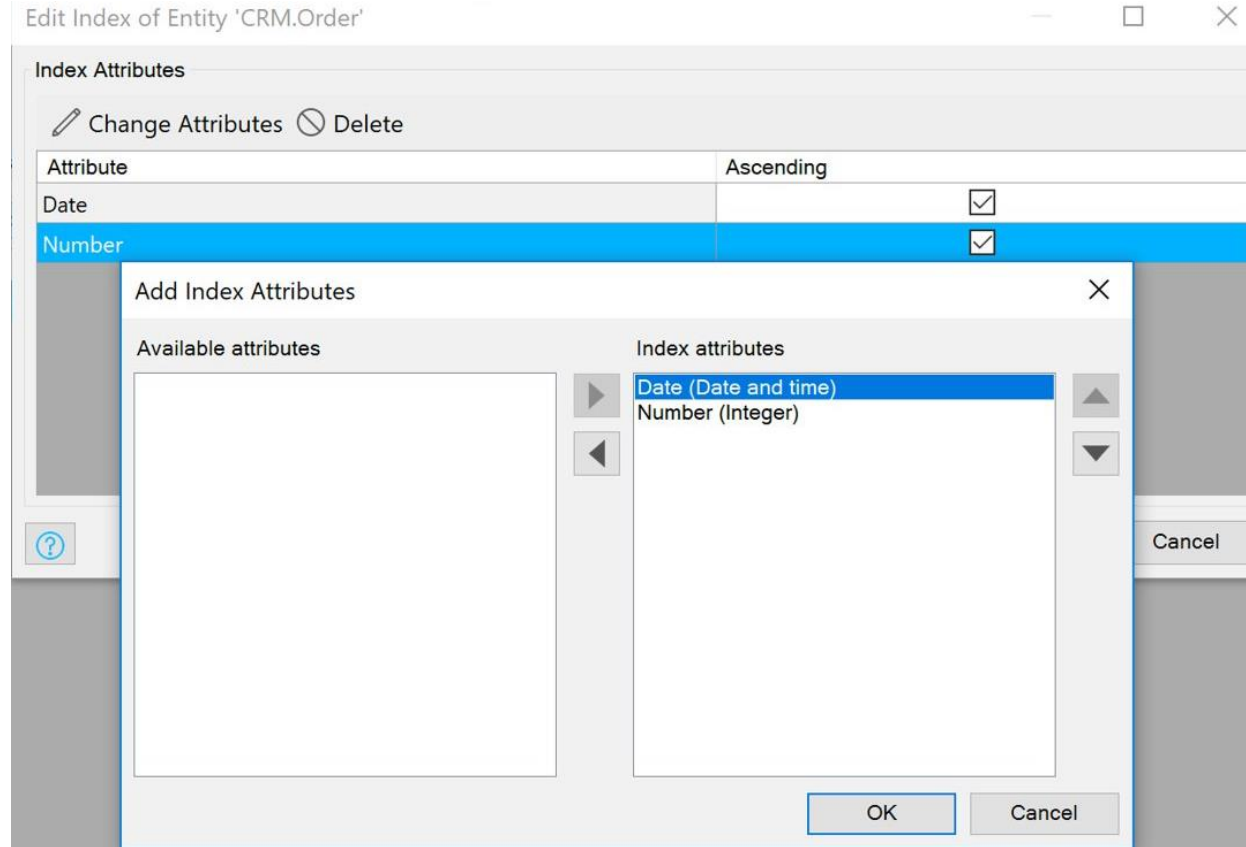 Edit Index of Entity 'CRM.Order'
Index Attributes
Change Attributes Delete
Attribute Ascending
Date
Number
Add Index Attributes
Available attributes Index attributes
Date (Date and time)
Number (Integer)
? Cancel
OK Cancel